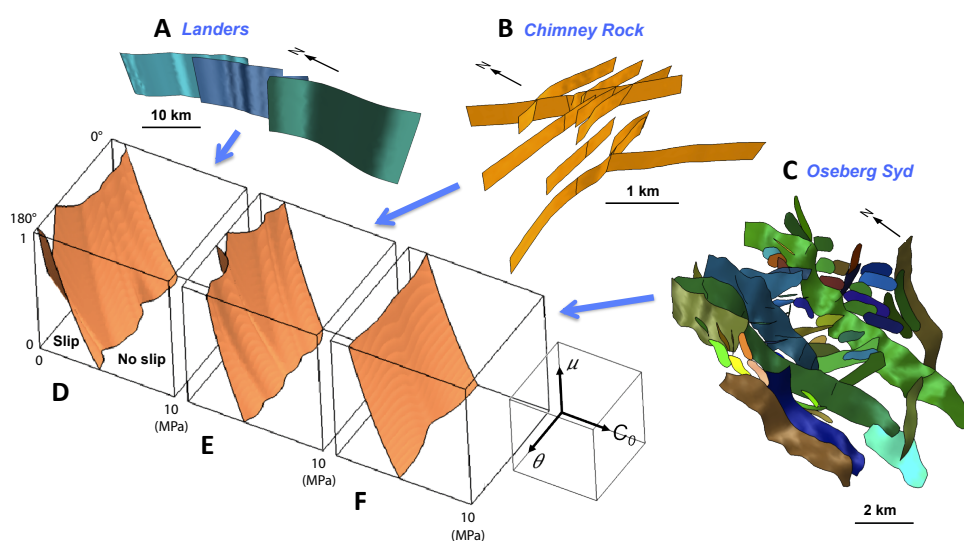 A Landers
N
10 km
B Chimney Rock
N
1 km
C Oseberg Syd
N
2 km
0°
180°
1
0
0
Slip
No slip
10
(MPa)
D
10
(MPa)
E
10
(MPa)
F
μ
C₀
θ